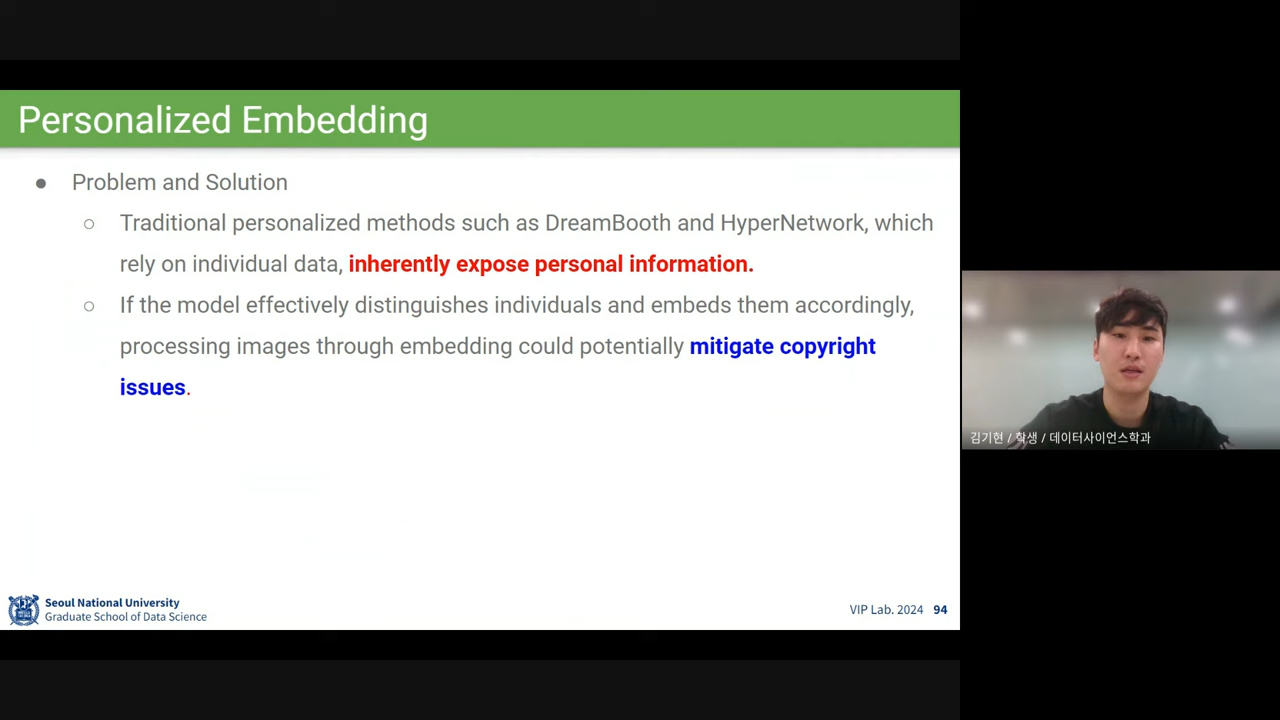 Personalized Embedding
● Problem and Solution
○ Traditional personalized methods such as DreamBooth and HyperNetwork, which
rely on individual data, inherently expose personal information.
○ If the model effectively distinguishes individuals and embeds them accordingly,
processing images through embedding could potentially mitigate copyright
issues.
Seoul National University
Graduate School of Data Science
VIP Lab. 2024 94
김기현 / 학생 / 데이터사이언스학과